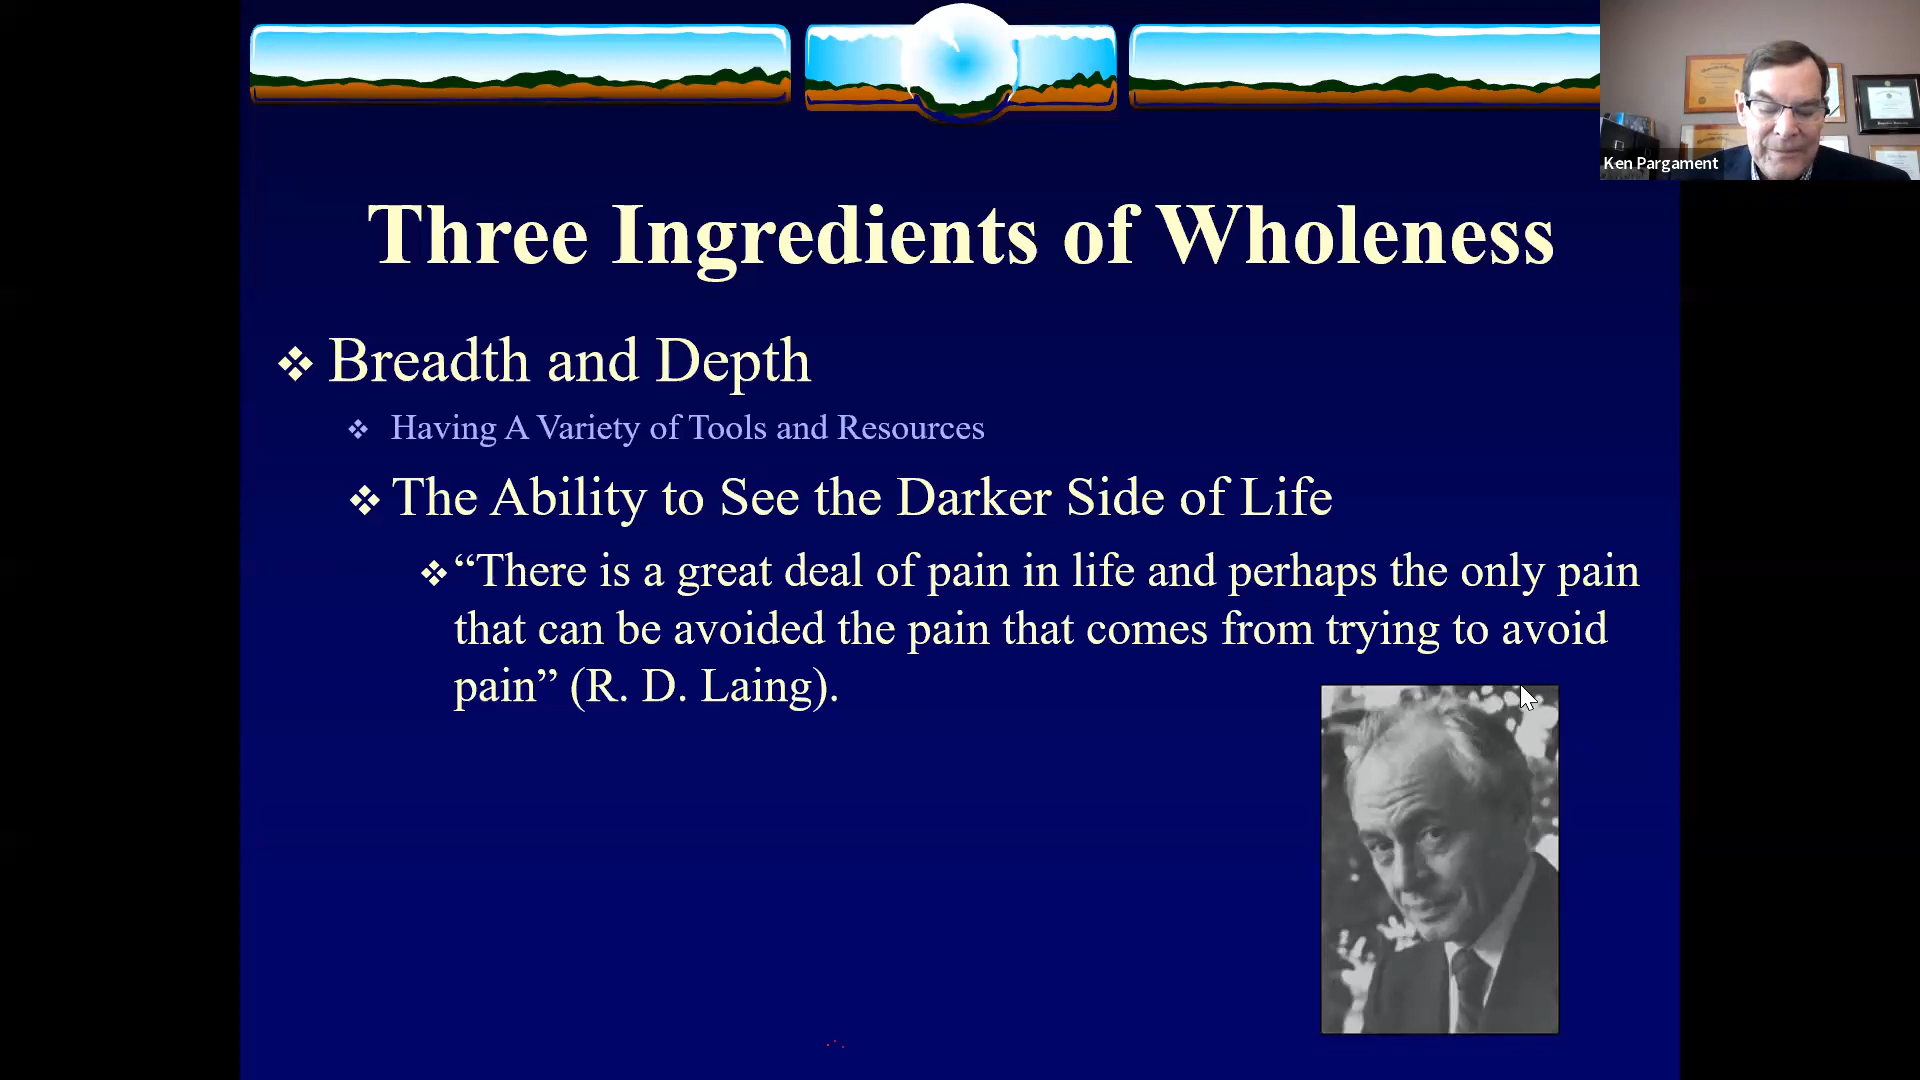 Ken Pargament
Three Ingredients of Wholeness
Breadth and Depth
Having A Variety of Tools and Resources
The Ability to See the Darker Side of Life
“There is a great deal of pain in life and perhaps the only pain
that can be avoided the pain that comes from trying to avoid
pain” (R. D. Laing).